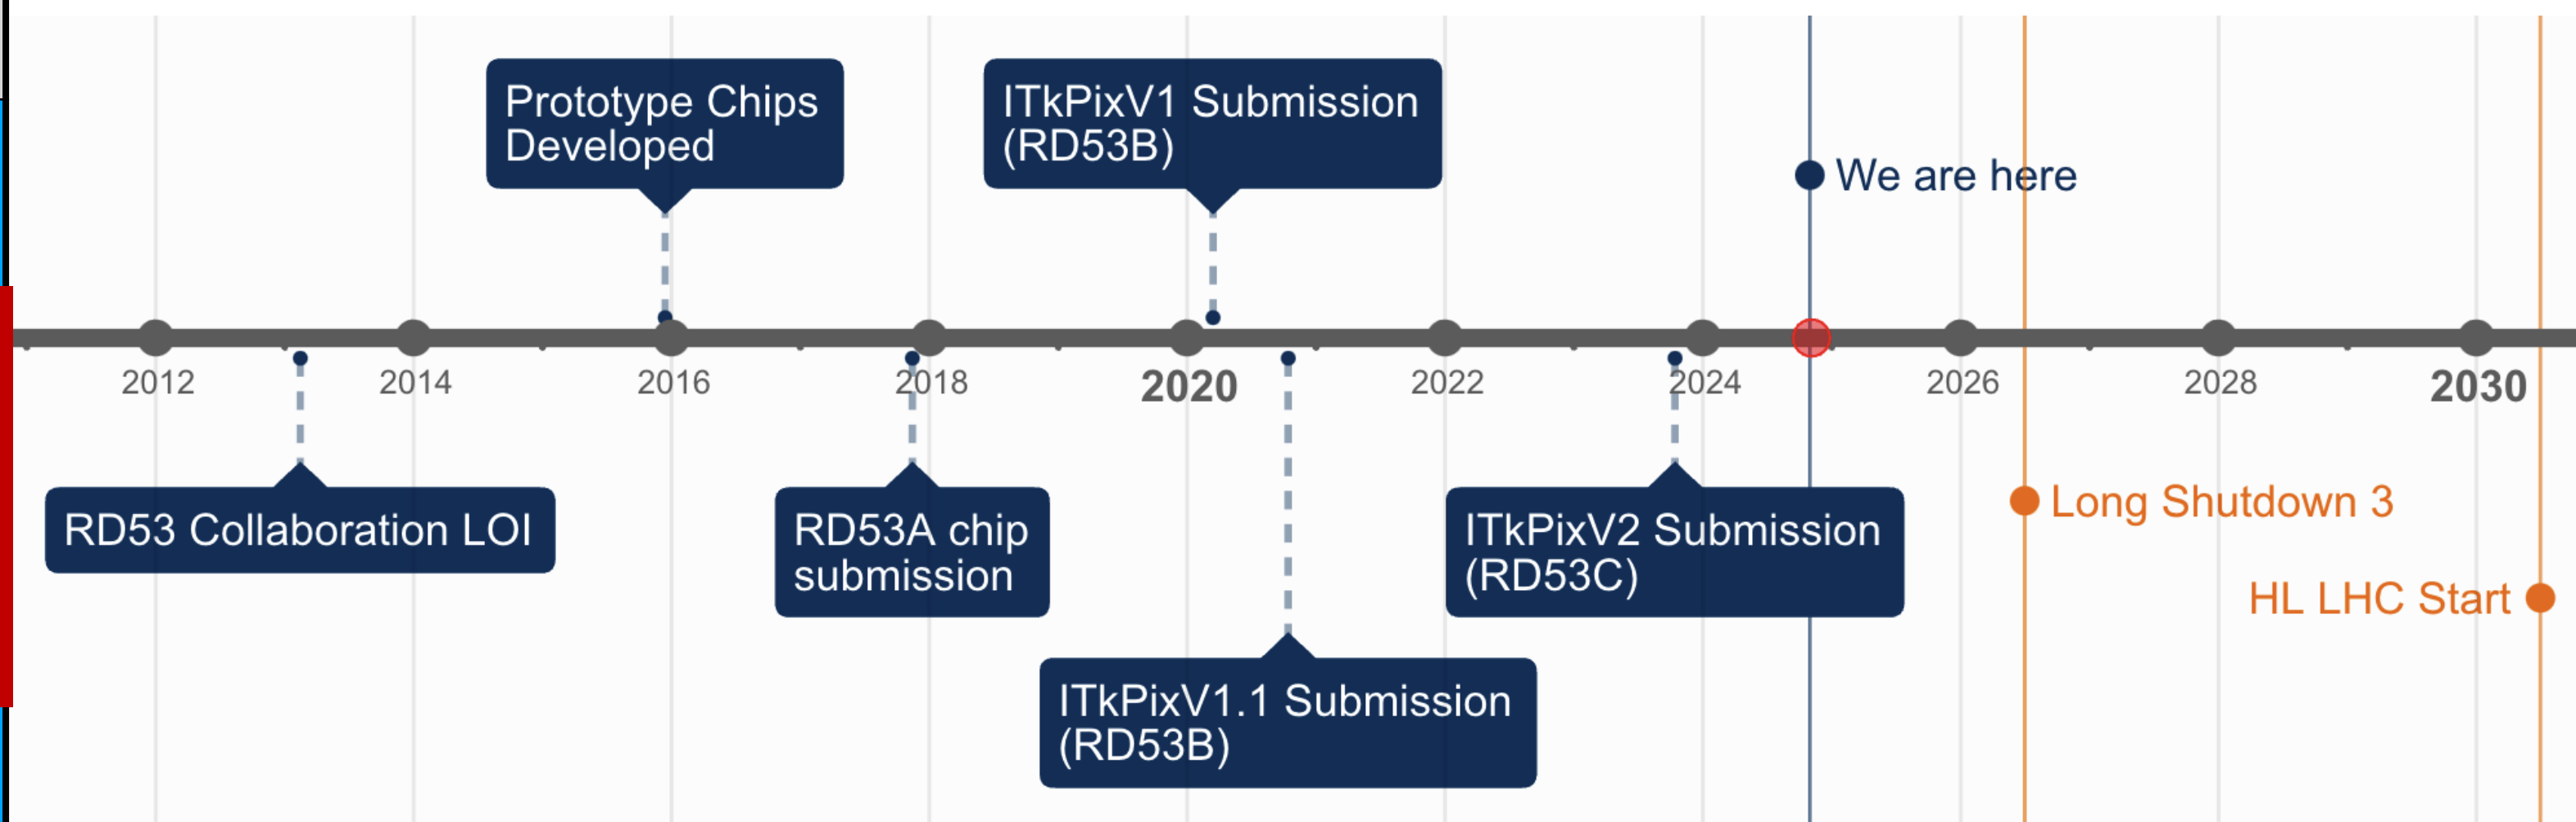 Prototype Chips
Developed
ITkPixV1 Submission
(RD53B)
We are here
2012
2014
2016
2018
2020
2022
2024
2026
2028
2030
RD53 Collaboration LOI
RD53A chip
submission
ITkPixV2 Submission
(RD53C)
Long Shutdown 3
HL LHC Start
ITkPixV1.1 Submission
(RD53B)